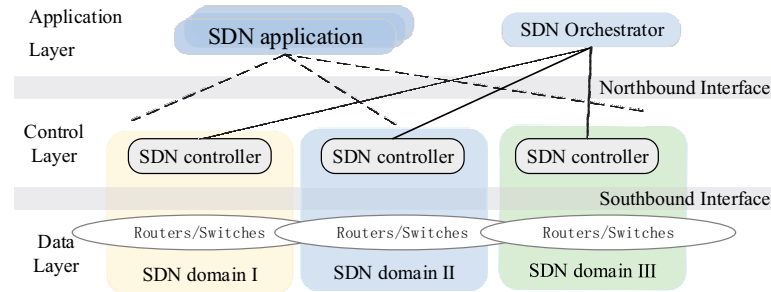 Application
Layer
SDN application
SDN Orchestrator
Northbound Interface
Control
Layer
SDN controller
SDN controller
SDN controller
Southbound Interface
Data
Layer
Routers/Switches
Routers/Switches
Routers/Switches
SDN domain I
SDN domain II
SDN domain III